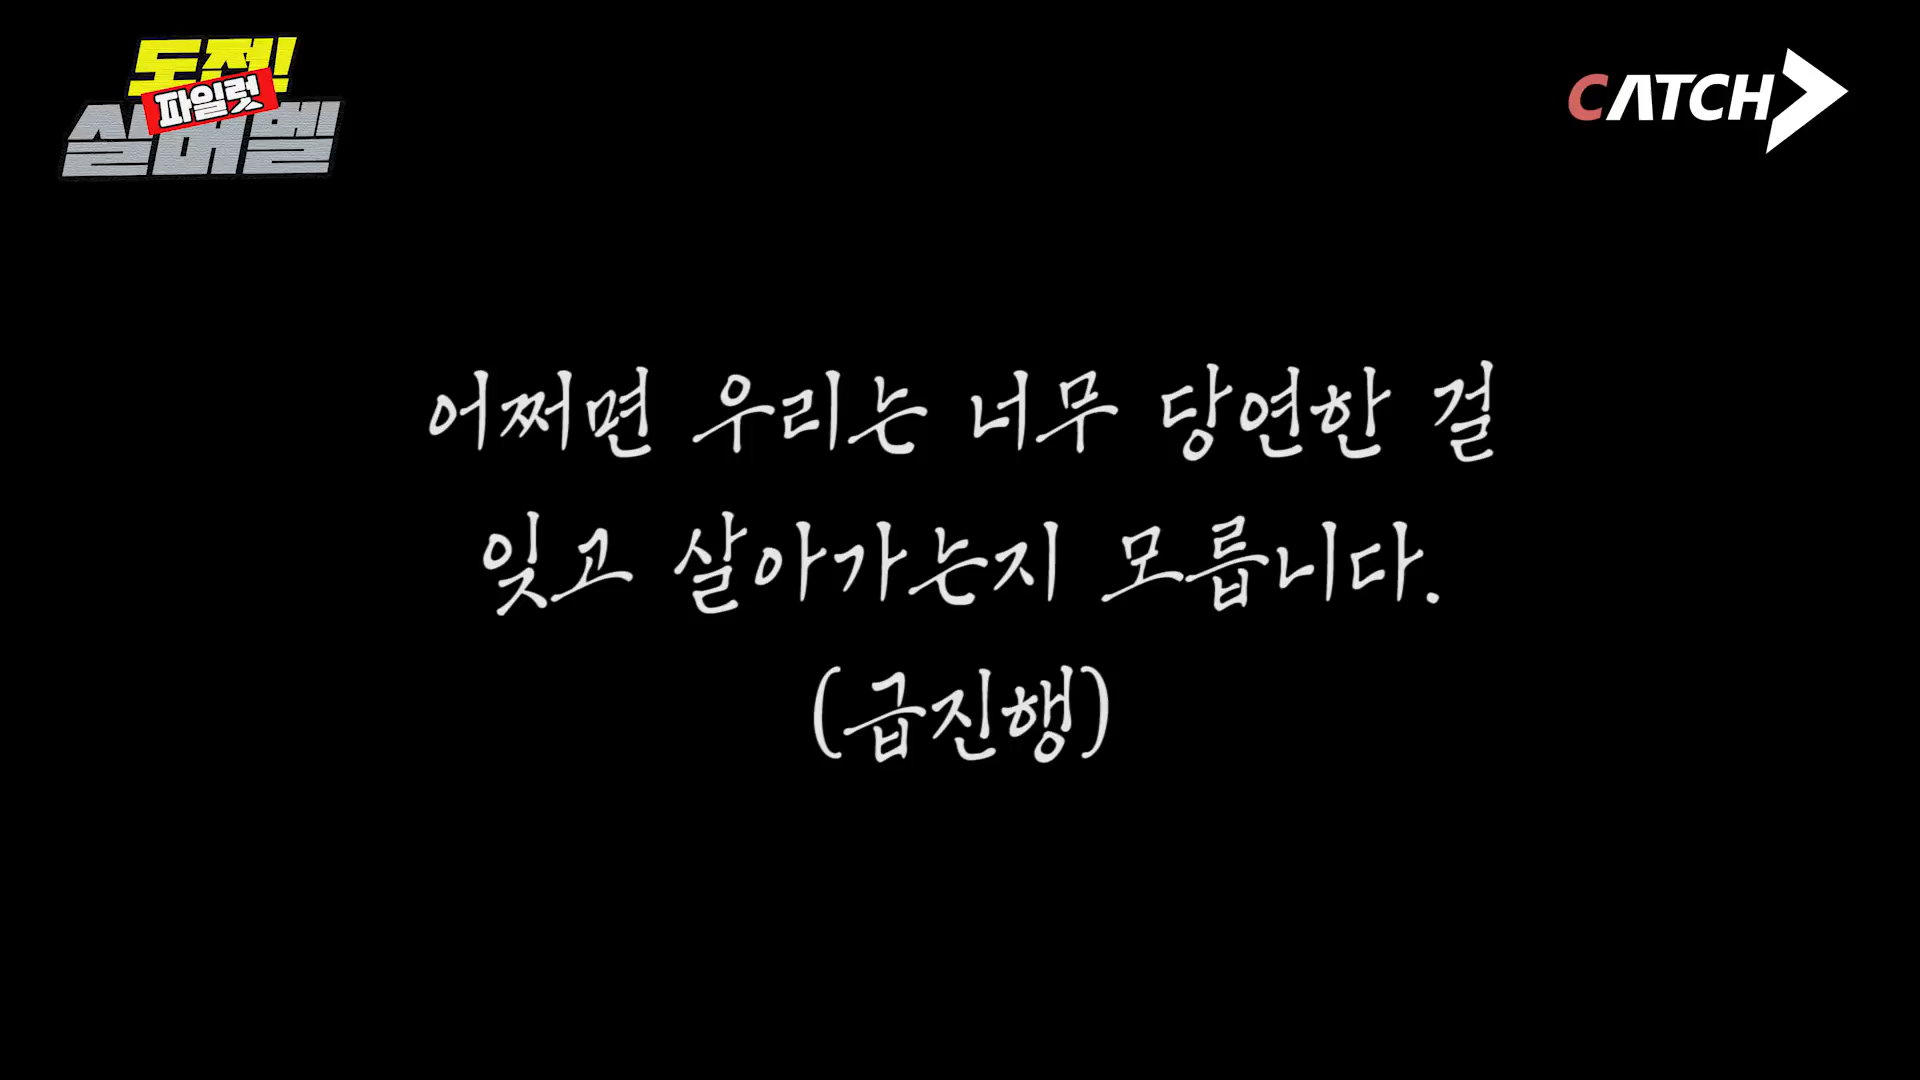 도전!
파일럿
실버벨
CATCH
어쩌면 우리는 너무 당연한 걸
잊고 살아가는지 모릅니다.
(급진행)